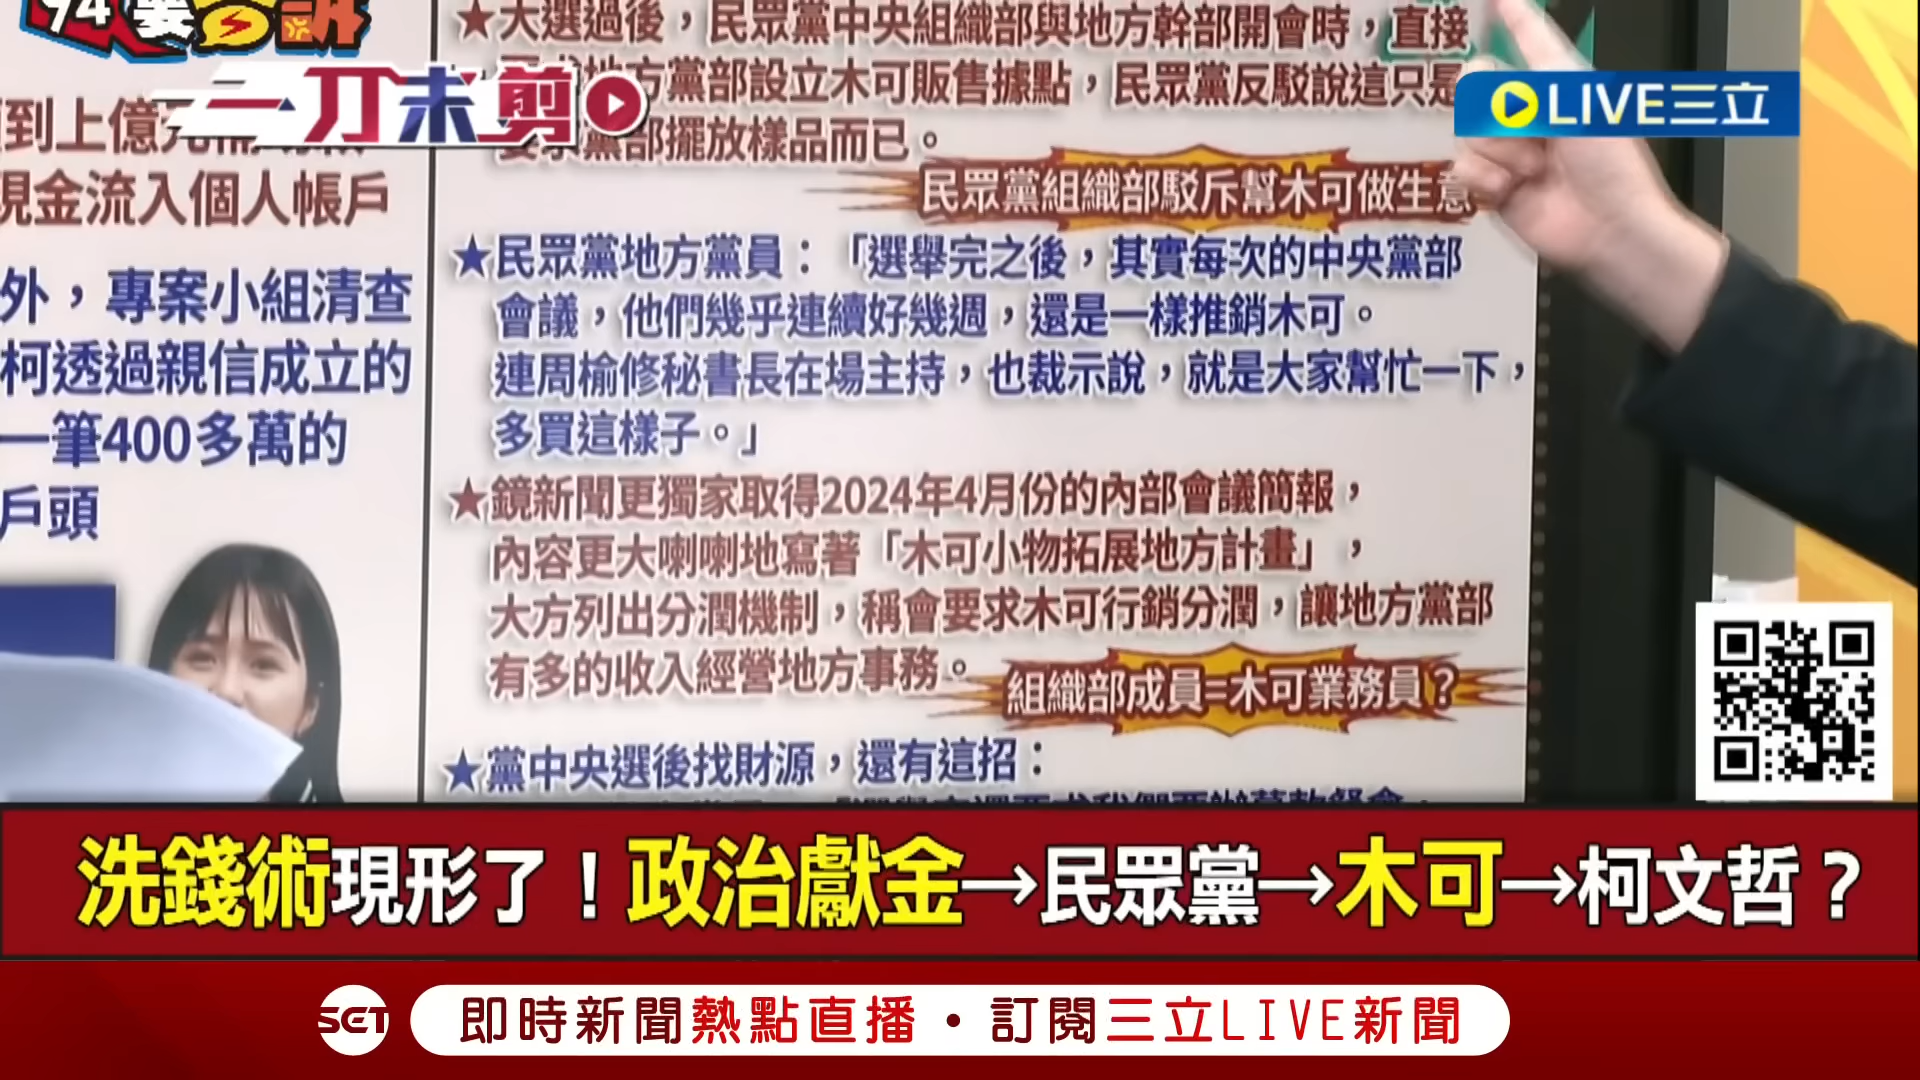 94要客訴
一刀未剪
LIVE三立
到上億元
現金流入個人帳戶
外，專案小組清查
柯透過親信成立的
一筆400多萬的
戶頭
★大選過後，民眾黨中央組織部與地方幹部開會時，直接
地方黨部設立木可販售據點，民眾黨反駁說這只是
要求黨部擺放樣品而已。
民眾黨組織部駁斥幫木可做生意
★民眾黨地方黨員：「選舉完之後，其實每次的中央黨部
會議，他們幾乎連續好幾週，還是一樣推銷木可。
連周榆修秘書長在場主持，也裁示說，就是大家幫忙一下，
多買這樣子。」
★鏡新聞更獨家取得2024年4月份的內部會議簡報，
內容更大喇喇地寫著「木可小物拓展地方計畫」，
大方列出分潤機制，稱會要求木可行銷分潤，讓地方黨部
有多的收入經營地方事務。
組織部成員=木可業務員？
★黨中央選後找財源，還有這招：
洗錢術現形了！政治獻金→民眾黨→木可→柯文哲？
SET
即時新聞熱點直播・訂閱三立LIVE新聞